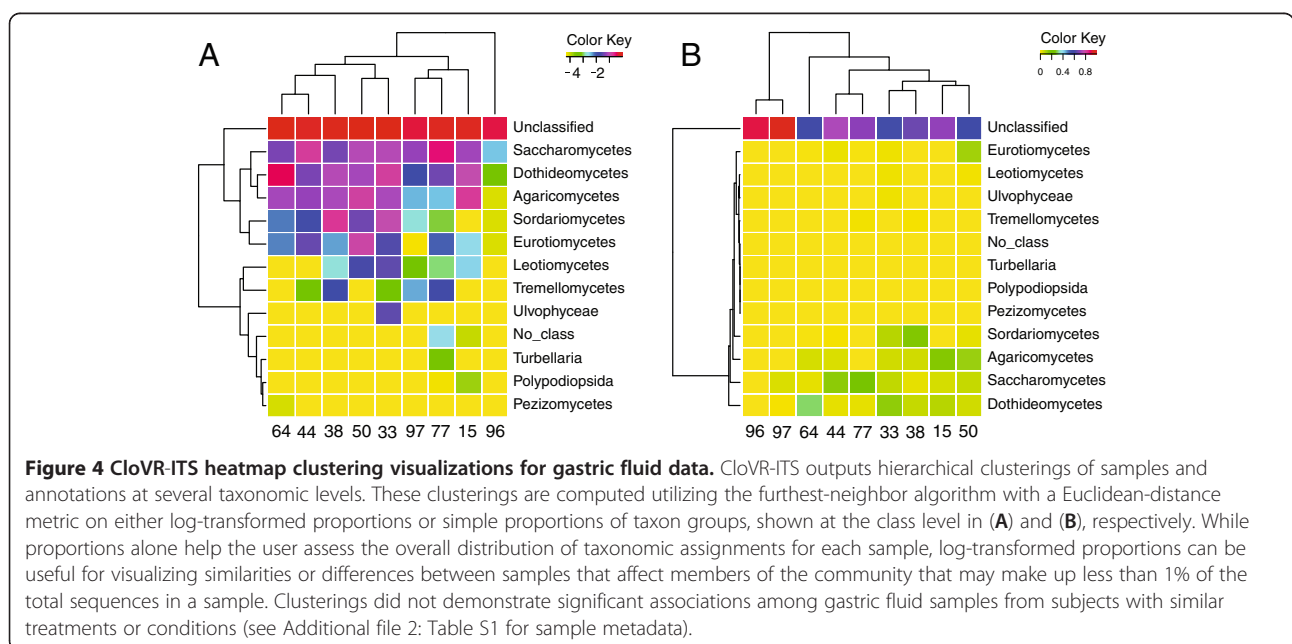 A
Color Key
−4 −2
Unclassified
Saccharomycetes
Dothideomycetes
Agaricomycetes
Sordariomycetes
Eurotiomycetes
Leotiomycetes
Tremellomycetes
Ulvophyceae
No_class
Turbellaria
Polypodiopsida
Pezizomycetes
64 44 38 50 33 97 77 15 96
B
Color Key
0 0.4 0.8
Unclassified
Eurotiomycetes
Leotiomycetes
Ulvophyceae
Tremellomycetes
No_class
Turbellaria
Polypodiopsida
Pezizomycetes
Sordariomycetes
Agaricomycetes
Saccharomycetes
Dothideomycetes
96 97 64 44 77 33 38 15 50
Figure 4 CloVR-ITS heatmap clustering visualizations for gastric fluid data. CloVR-ITS outputs hierarchical clusterings of samples and
annotations at several taxonomic levels. These clusterings are computed utilizing the furthest-neighbor algorithm with a Euclidean-distance
metric on either log-transformed proportions or simple proportions of taxon groups, shown at the class level in (A) and (B), respectively. While
proportions alone help the user assess the overall distribution of taxonomic assignments for each sample, log-transformed proportions can be
useful for visualizing similarities or differences between samples that affect members of the community that may make up less than 1% of the
total sequences in a sample. Clusterings did not demonstrate significant associations among gastric fluid samples from subjects with similar
treatments or conditions (see Additional file 2: Table S1 for sample metadata).